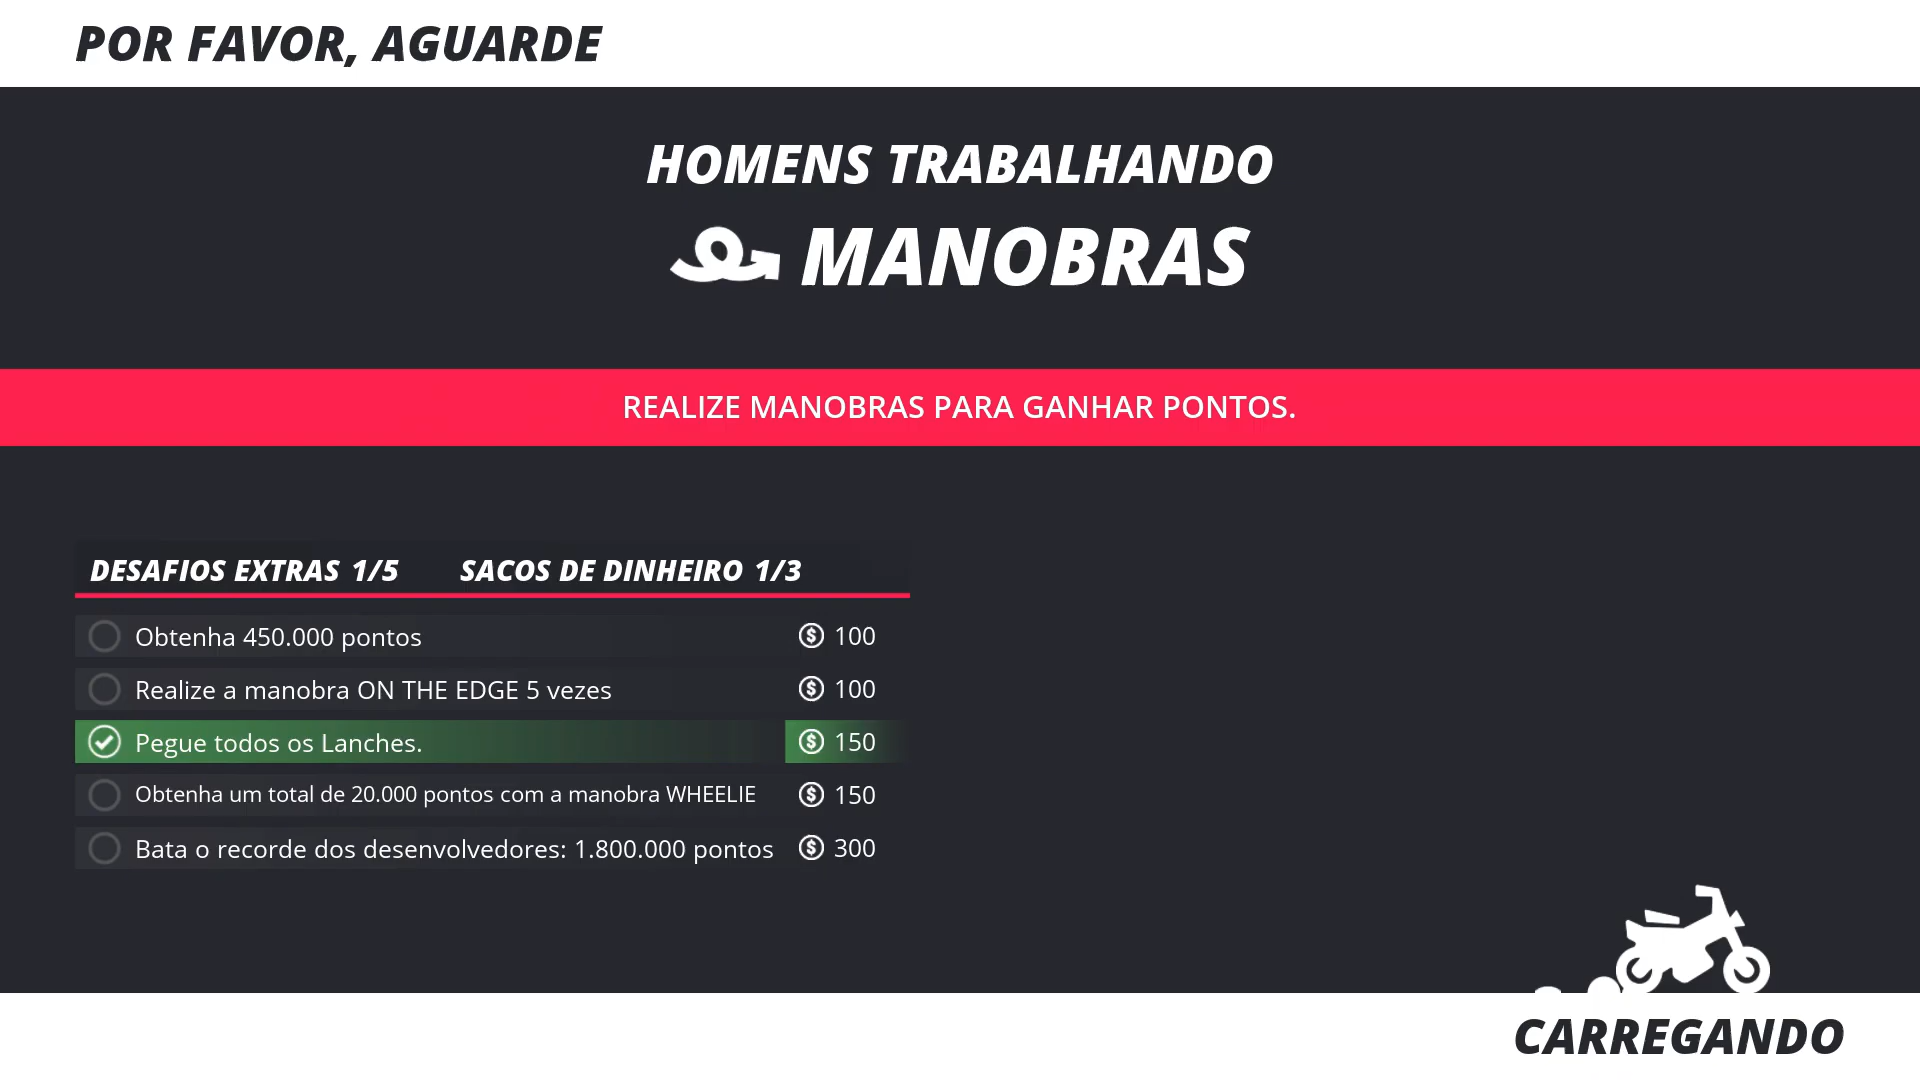 POR FAVOR, AGUARDE
HOMENS TRABALHANDO
MANOBRAS
REALIZE MANOBRAS PARA GANHAR PONTOS.
DESAFIOS EXTRAS 1/5 SACOS DE DINHEIRO 1/3
Obtenha 450.000 pontos $ 100
Realize a manobra ON THE EDGE 5 vezes $ 100
Pegue todos os Lanches. $ 150
Obtenha um total de 20.000 pontos com a manobra WHEELIE $ 150
Bata o recorde dos desenvolvedores: 1.800.000 pontos $ 300
CARREGANDO